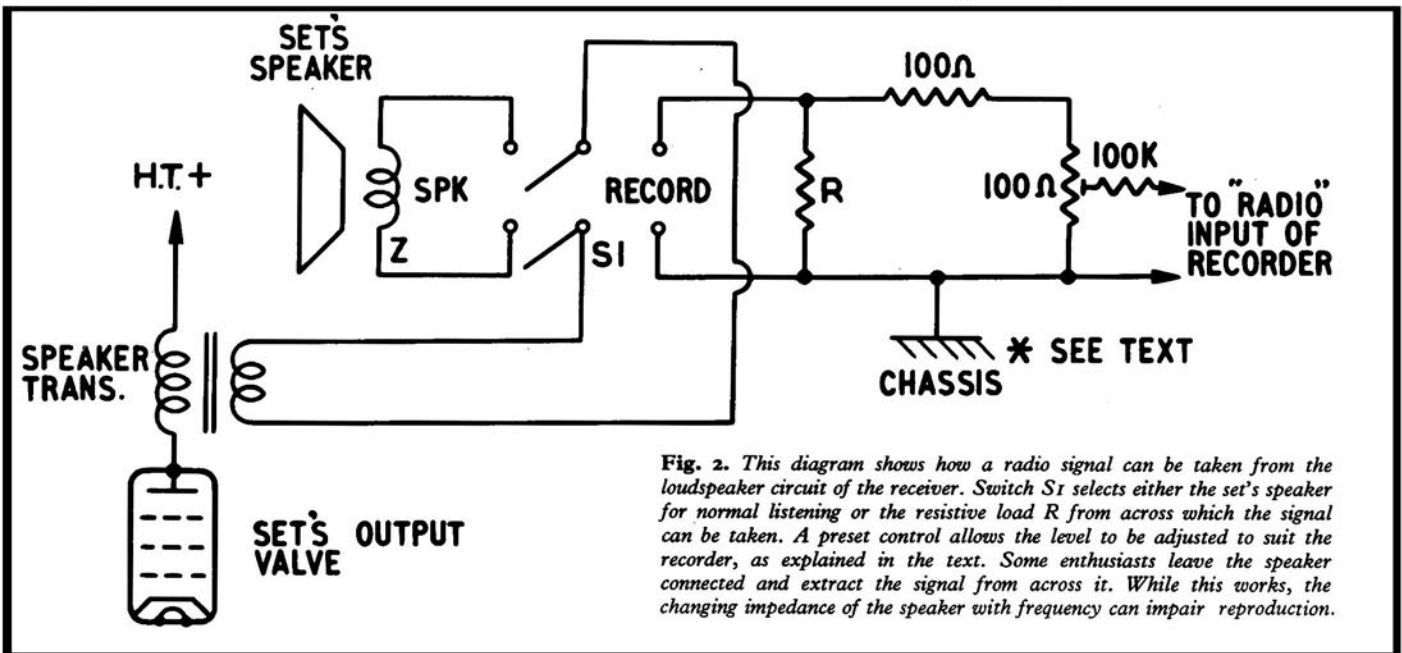 SET'S
SPEAKER
H.T.+
SPK
Z
RECORD
S1
R
100Ω
100Ω
100K
TO "RADIO"
INPUT OF
RECORDER
SPEAKER
TRANS.
CHASSIS
* SEE TEXT
SET'S OUTPUT
VALVE
Fig. 2. This diagram shows how a radio signal can be taken from the
loudspeaker circuit of the receiver. Switch S1 selects either the set's speaker
for normal listening or the resistive load R from across which the signal
can be taken. A preset control allows the level to be adjusted to suit the
recorder, as explained in the text. Some enthusiasts leave the speaker
connected and extract the signal from across it. While this works, the
changing impedance of the speaker with frequency can impair reproduction.